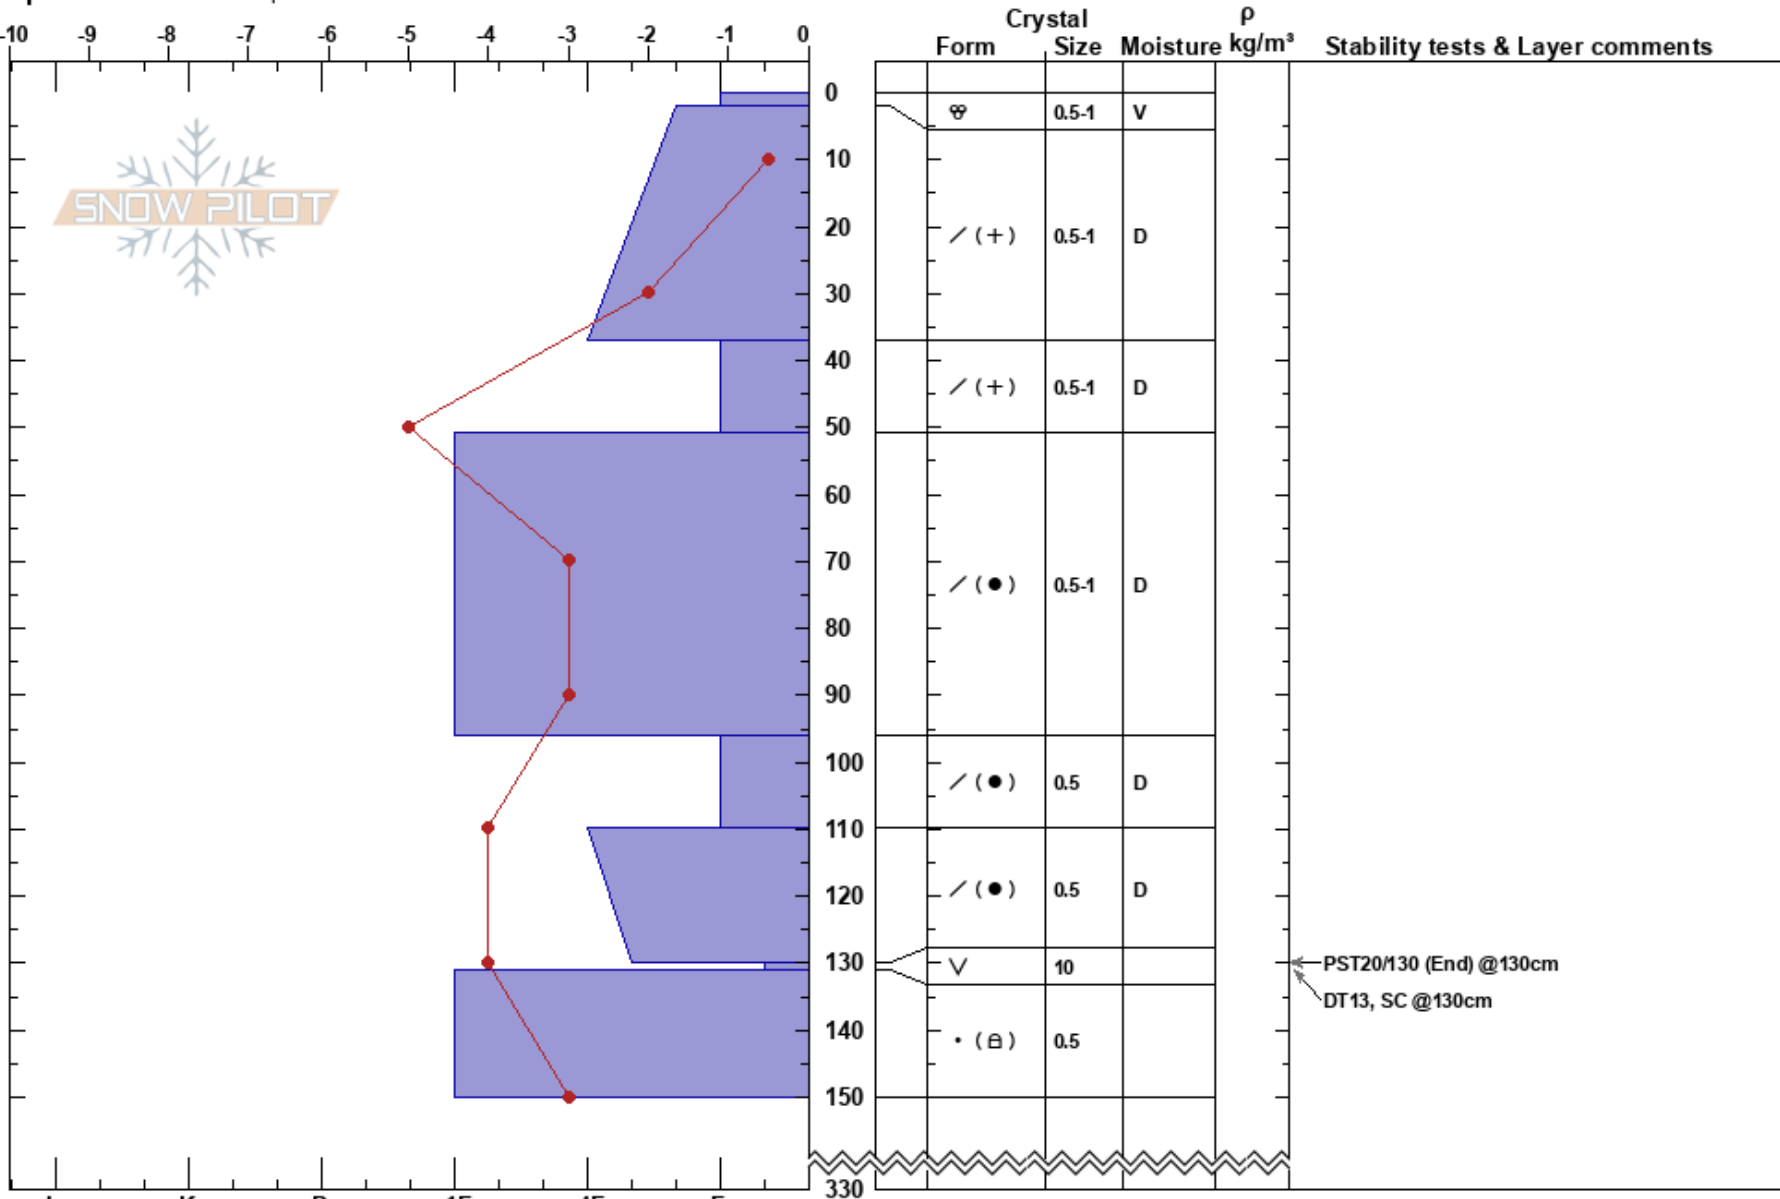 Crystal ρ
-10 -9 -8 -7 -6 -5 -4 -3 -2 -1 0 Form Size Moisture kg/m³ Stability tests & Layer comments
0
0.5-1 V
10
SNOW PILOT
20
/ (+) 0.5-1 D
30
40
/ (+) 0.5-1 D
50
60
/ (●) 0.5-1 D
70
80
90
100
/ (●) 0.5 D
110
120
/ (●) 0.5 D
130
V 10
PST20/130 (End) @130cm
DT13, SC @130cm
140
0.5
150
330